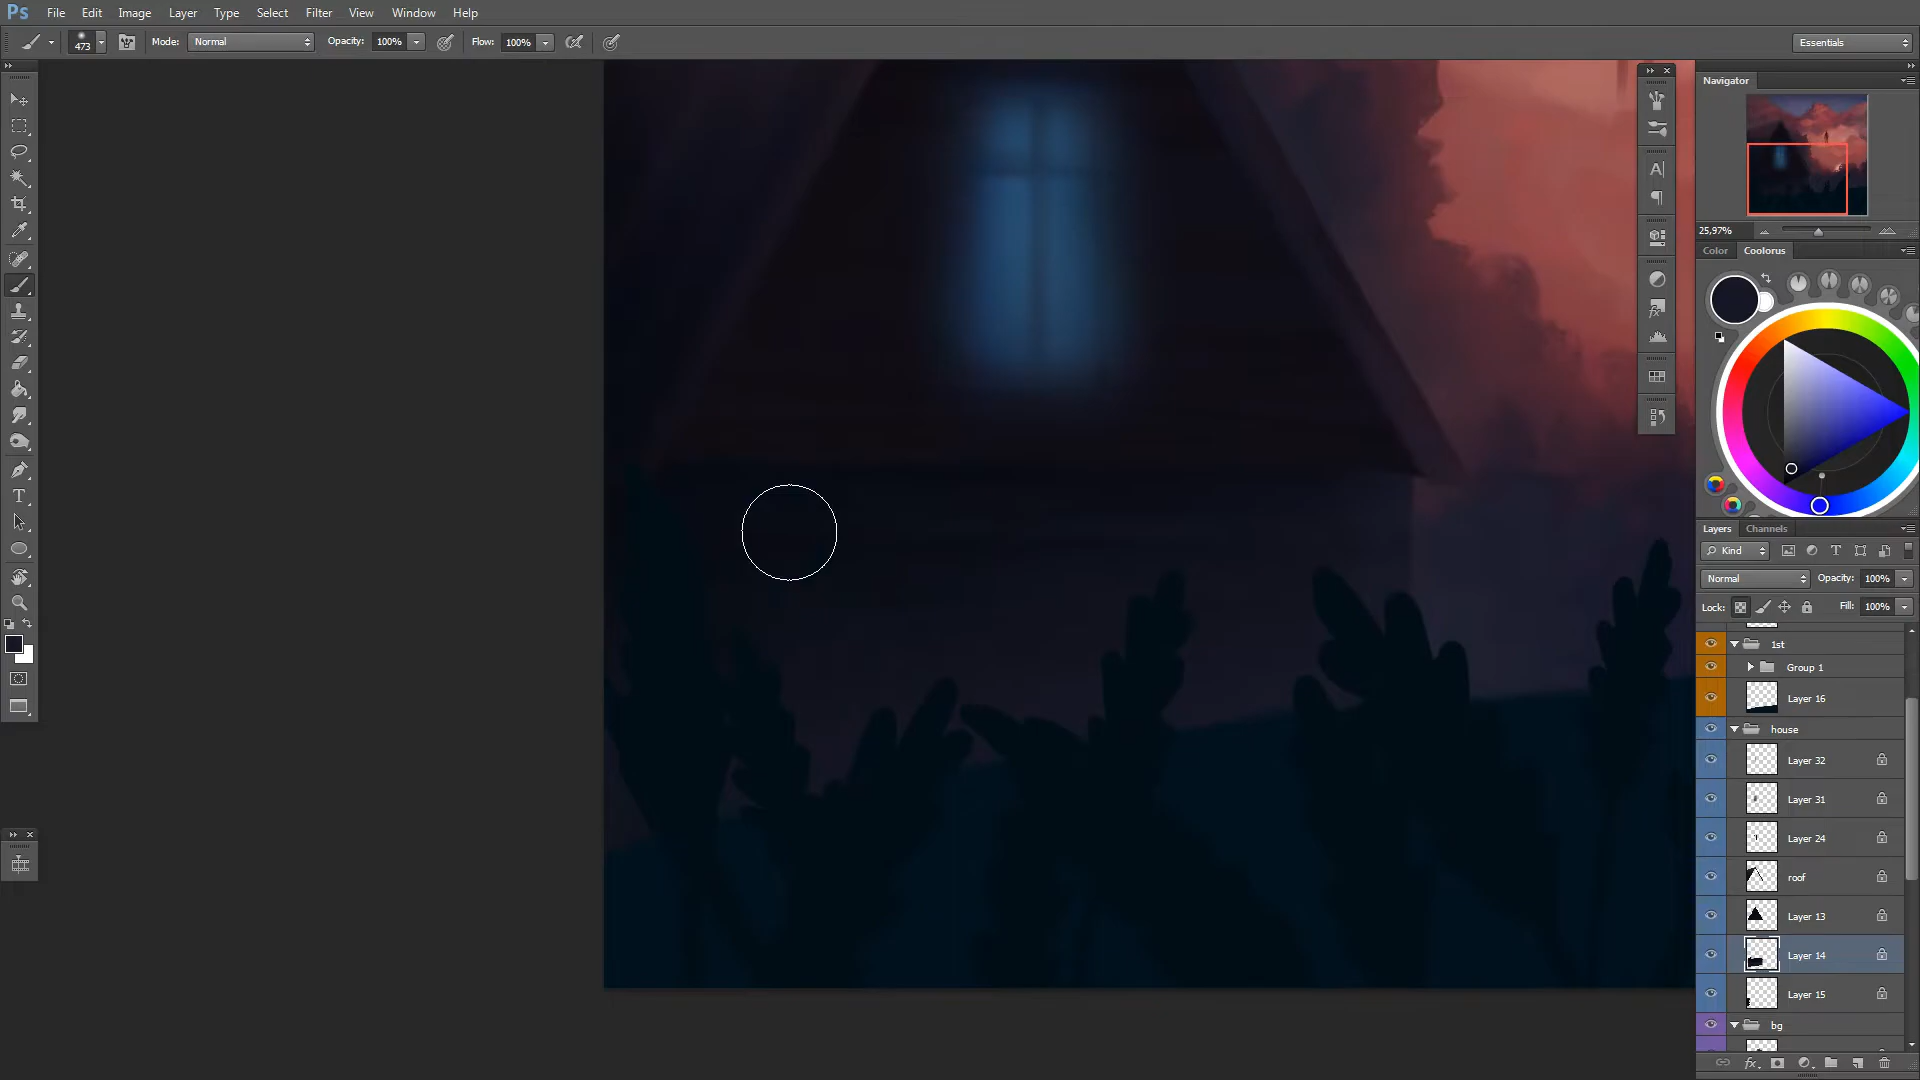 Ps File Edit Image Layer Type Select Filter View Window Help
473 Mode: Normal Opacity: 100% Flow: 100% Essentials
Navigator
25,97%
Color Coolorus
Layers Channels
Kind
Normal Opacity: 100%
Lock: Fill: 100%
1st
Group 1
Layer 16
house
Layer 32
Layer 31
Layer 24
roof
Layer 13
Layer 14
Layer 15
bg